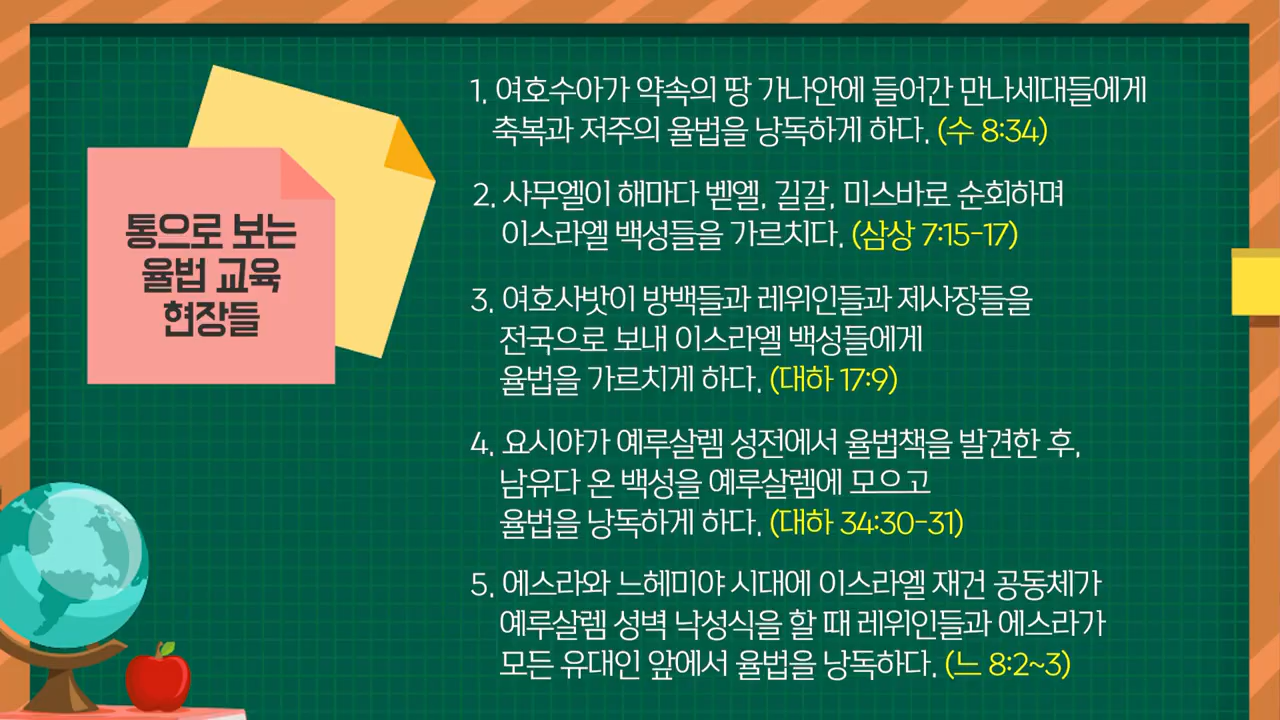 통으로 보는
율법 교육
현장들
1. 여호수아가 약속의 땅 가나안에 들어간 만나세대들에게
축복과 저주의 율법을 낭독하게 하다. (수 8:34)
2. 사무엘이 해마다 벧엘, 길갈, 미스바로 순회하며
이스라엘 백성들을 가르치다. (삼상 7:15-17)
3. 여호사밧이 방백들과 레위인들과 제사장들을
전국으로 보내 이스라엘 백성들에게
율법을 가르치게 하다. (대하 17:9)
4. 요시야가 예루살렘 성전에서 율법책을 발견한 후,
남유다 온 백성을 예루살렘에 모으고
율법을 낭독하게 하다. (대하 34:30-31)
5. 에스라와 느헤미야 시대에 이스라엘 재건 공동체가
예루살렘 성벽 낙성식을 할 때 레위인들과 에스라가
모든 유대인 앞에서 율법을 낭독하다. (느 8:2~3)